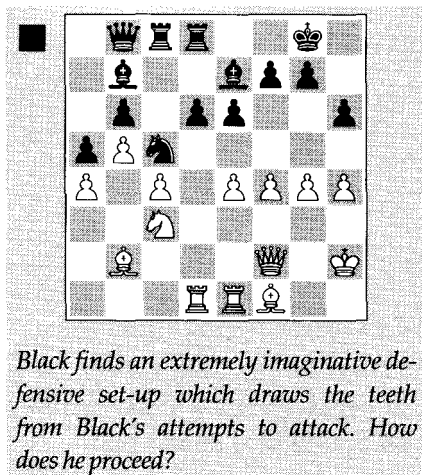 Black finds an extremely imaginative de-
fensive set-up which draws the teeth
from Black's attempts to attack. How
does he proceed?